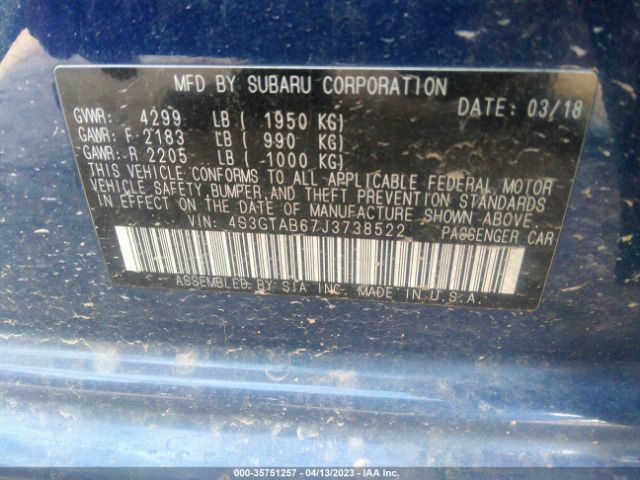 MFD BY SUBARU CORPORATION
DATE: 03/18
GVWR: 4299 LB ( 1950 KG)
GAWR: F 2183 LB ( 990 KG)
GAWR: R 2205 LB ( 1000 KG)
THIS VEHICLE CONFORMS TO ALL APPLICABLE FEDERAL MOTOR
VEHICLE SAFETY, BUMPER, AND THEFT PREVENTION STANDARDS
IN EFFECT ON THE DATE OF MANUFACTURE SHOWN ABOVE.
VIN: 4S3GTAB67J3738522 PASSENGER CAR
ASSEMBLED BY SIA INC. MADE IN U.S.A.
000-35751257 - 04/13/2023 - IAA Inc.